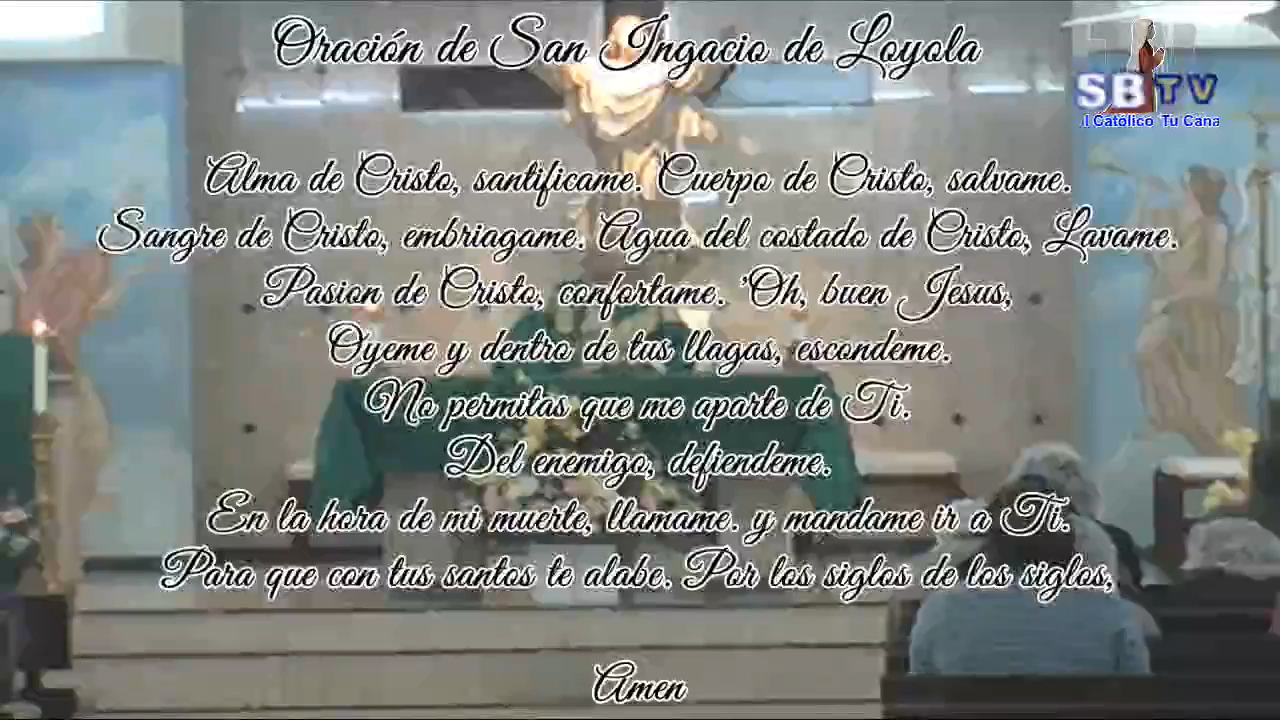 Oración de San Ingacio de Loyola
SBTV
l Católico Tu Cana
Alma de Cristo, santificame. Cuerpo de Cristo, salvame.
Sangre de Cristo, embriagame. Agua del costado de Cristo, Lavame.
Pasion de Cristo, confortame. 'Oh, buen Jesus,
Oyeme y dentro de tus llagas, escondeme.
No permitas que me aparte de Ti.
Del enemigo, defiendeme.
En la hora de mi muerte, llamame. y mandame ir a Ti.
Para que con tus santos te alabe. Por los siglos de los siglos,
Amen